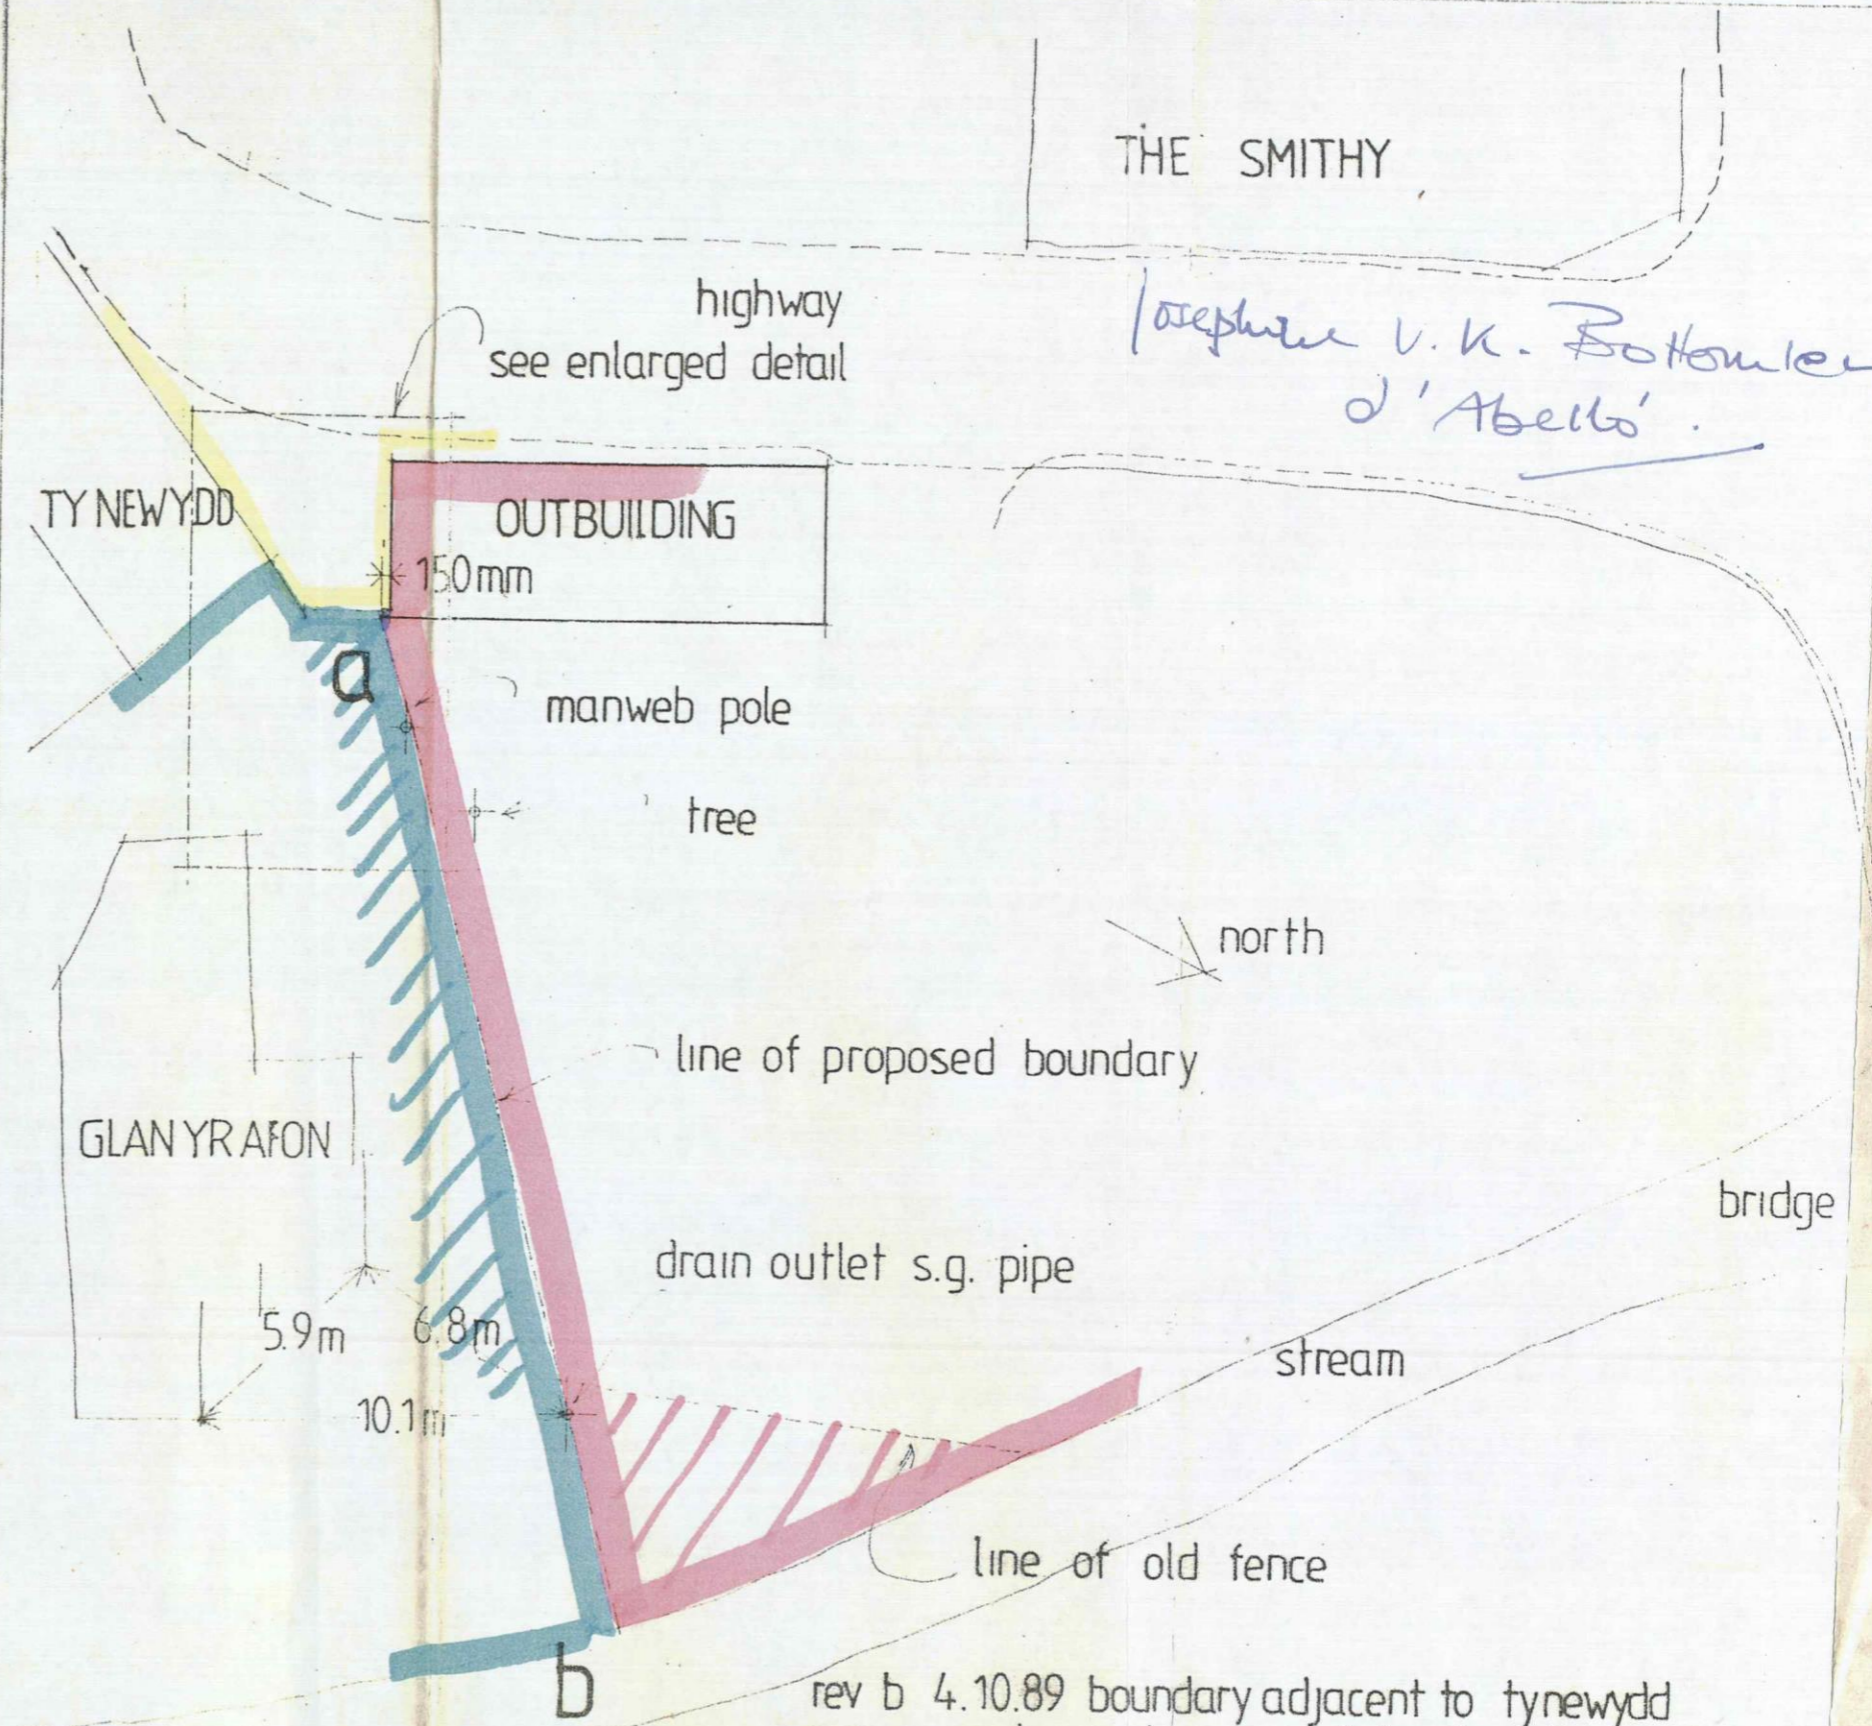 THE SMITHY
highway
see enlarged detail
Josephine V. K.
d'Abelló.
TY NEWYDD
OUTBUILDING
150mm
a
manweb pole
tree
north
line of proposed boundary
GLAN YR AFON
bridge
drain outlet s.g. pipe
5.9m
6.8m
stream
10.1m
line of old fence
b
rev b 4.10.89 boundary adjacent to tynewydd